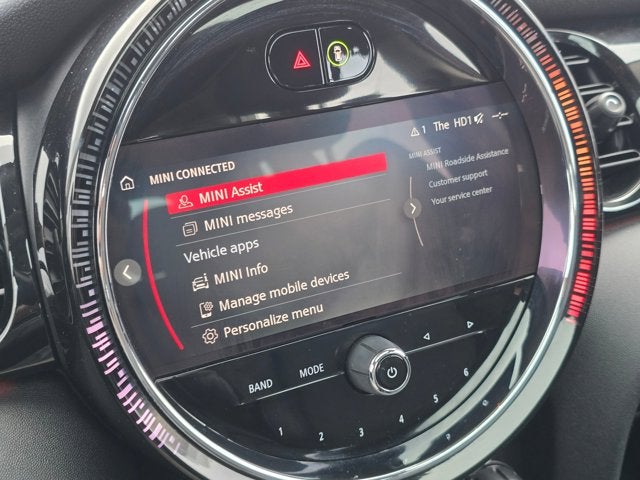 1 The HD1
MINI CONNECTED
MINI ASSIST
MINI Assist
MINI Roadside Assistance
MINI messages
Customer support
Vehicle apps
Your service center
MINI Info
Manage mobile devices
Personalize menu
BAND MODE
1 2 3 4 5 6